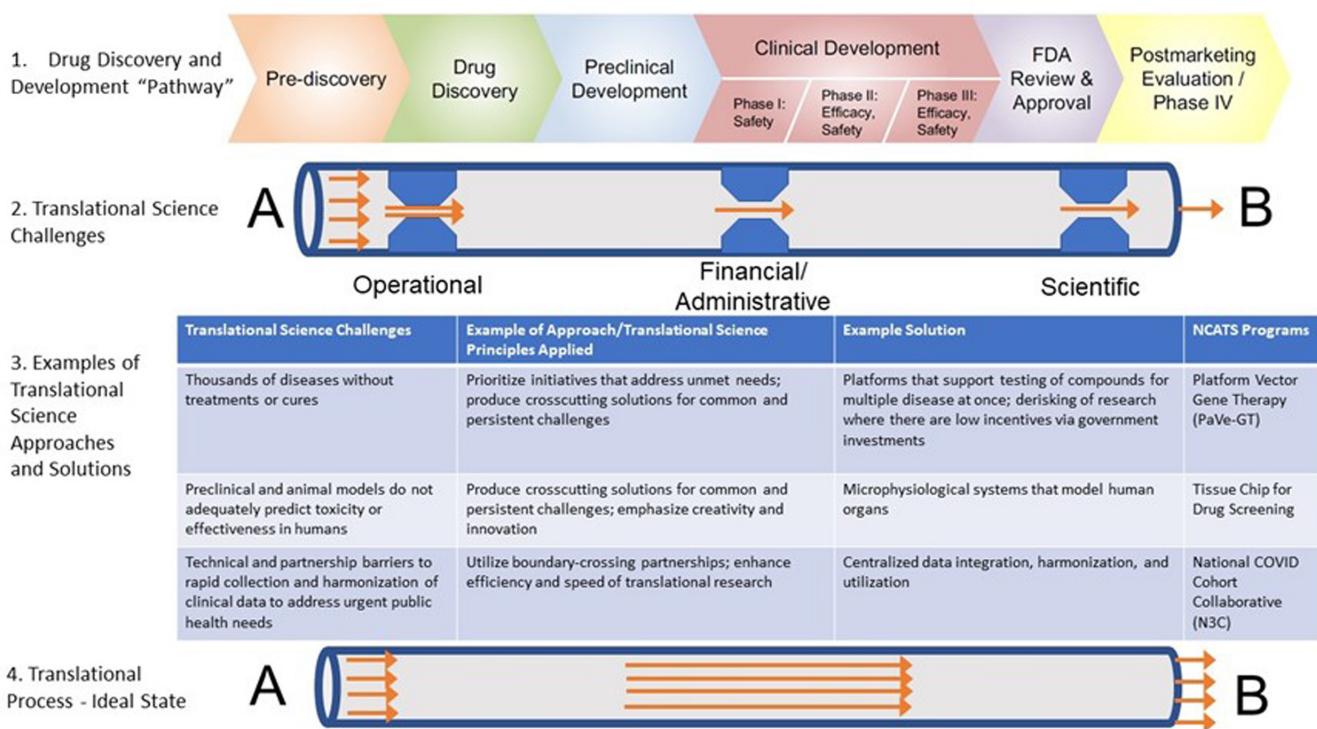 1. Drug Discovery and
Development “Pathway”
Pre-discovery
Drug
Discovery
Preclinical
Development
Clinical Development
Phase I:
Safety
Phase II:
Efficacy,
Safety
Phase III:
Efficacy,
Safety
FDA
Review &
Approval
Postmarketing
Evaluation /
Phase IV
2. Translational Science
Challenges
A
B
Operational
Financial/
Administrative
Scientific
3. Examples of
Translational
Science
Approaches
and Solutions
Translational Science Challenges
Example of Approach/Translational Science
Principles Applied
Example Solution
NCATS Programs
Thousands of diseases without
treatments or cures
Prioritize initiatives that address unmet needs;
produce crosscutting solutions for common and
persistent challenges
Platforms that support testing of compounds for
multiple disease at once; derisking of research
where there are low incentives via government
investments
Platform Vector
Gene Therapy
(PaVe-GT)
Preclinical and animal models do not
adequately predict toxicity or
effectiveness in humans
Produce crosscutting solutions for common and
persistent challenges; emphasize creativity and
innovation
Microphysiological systems that model human
organs
Tissue Chip for
Drug Screening
Technical and partnership barriers to
rapid collection and harmonization of
clinical data to address urgent public
health needs
Utilize boundary-crossing partnerships; enhance
efficiency and speed of translational research
Centralized data integration, harmonization, and
utilization
National COVID
Cohort
Collaborative
(N3C)
4. Translational
Process - Ideal State
A
B